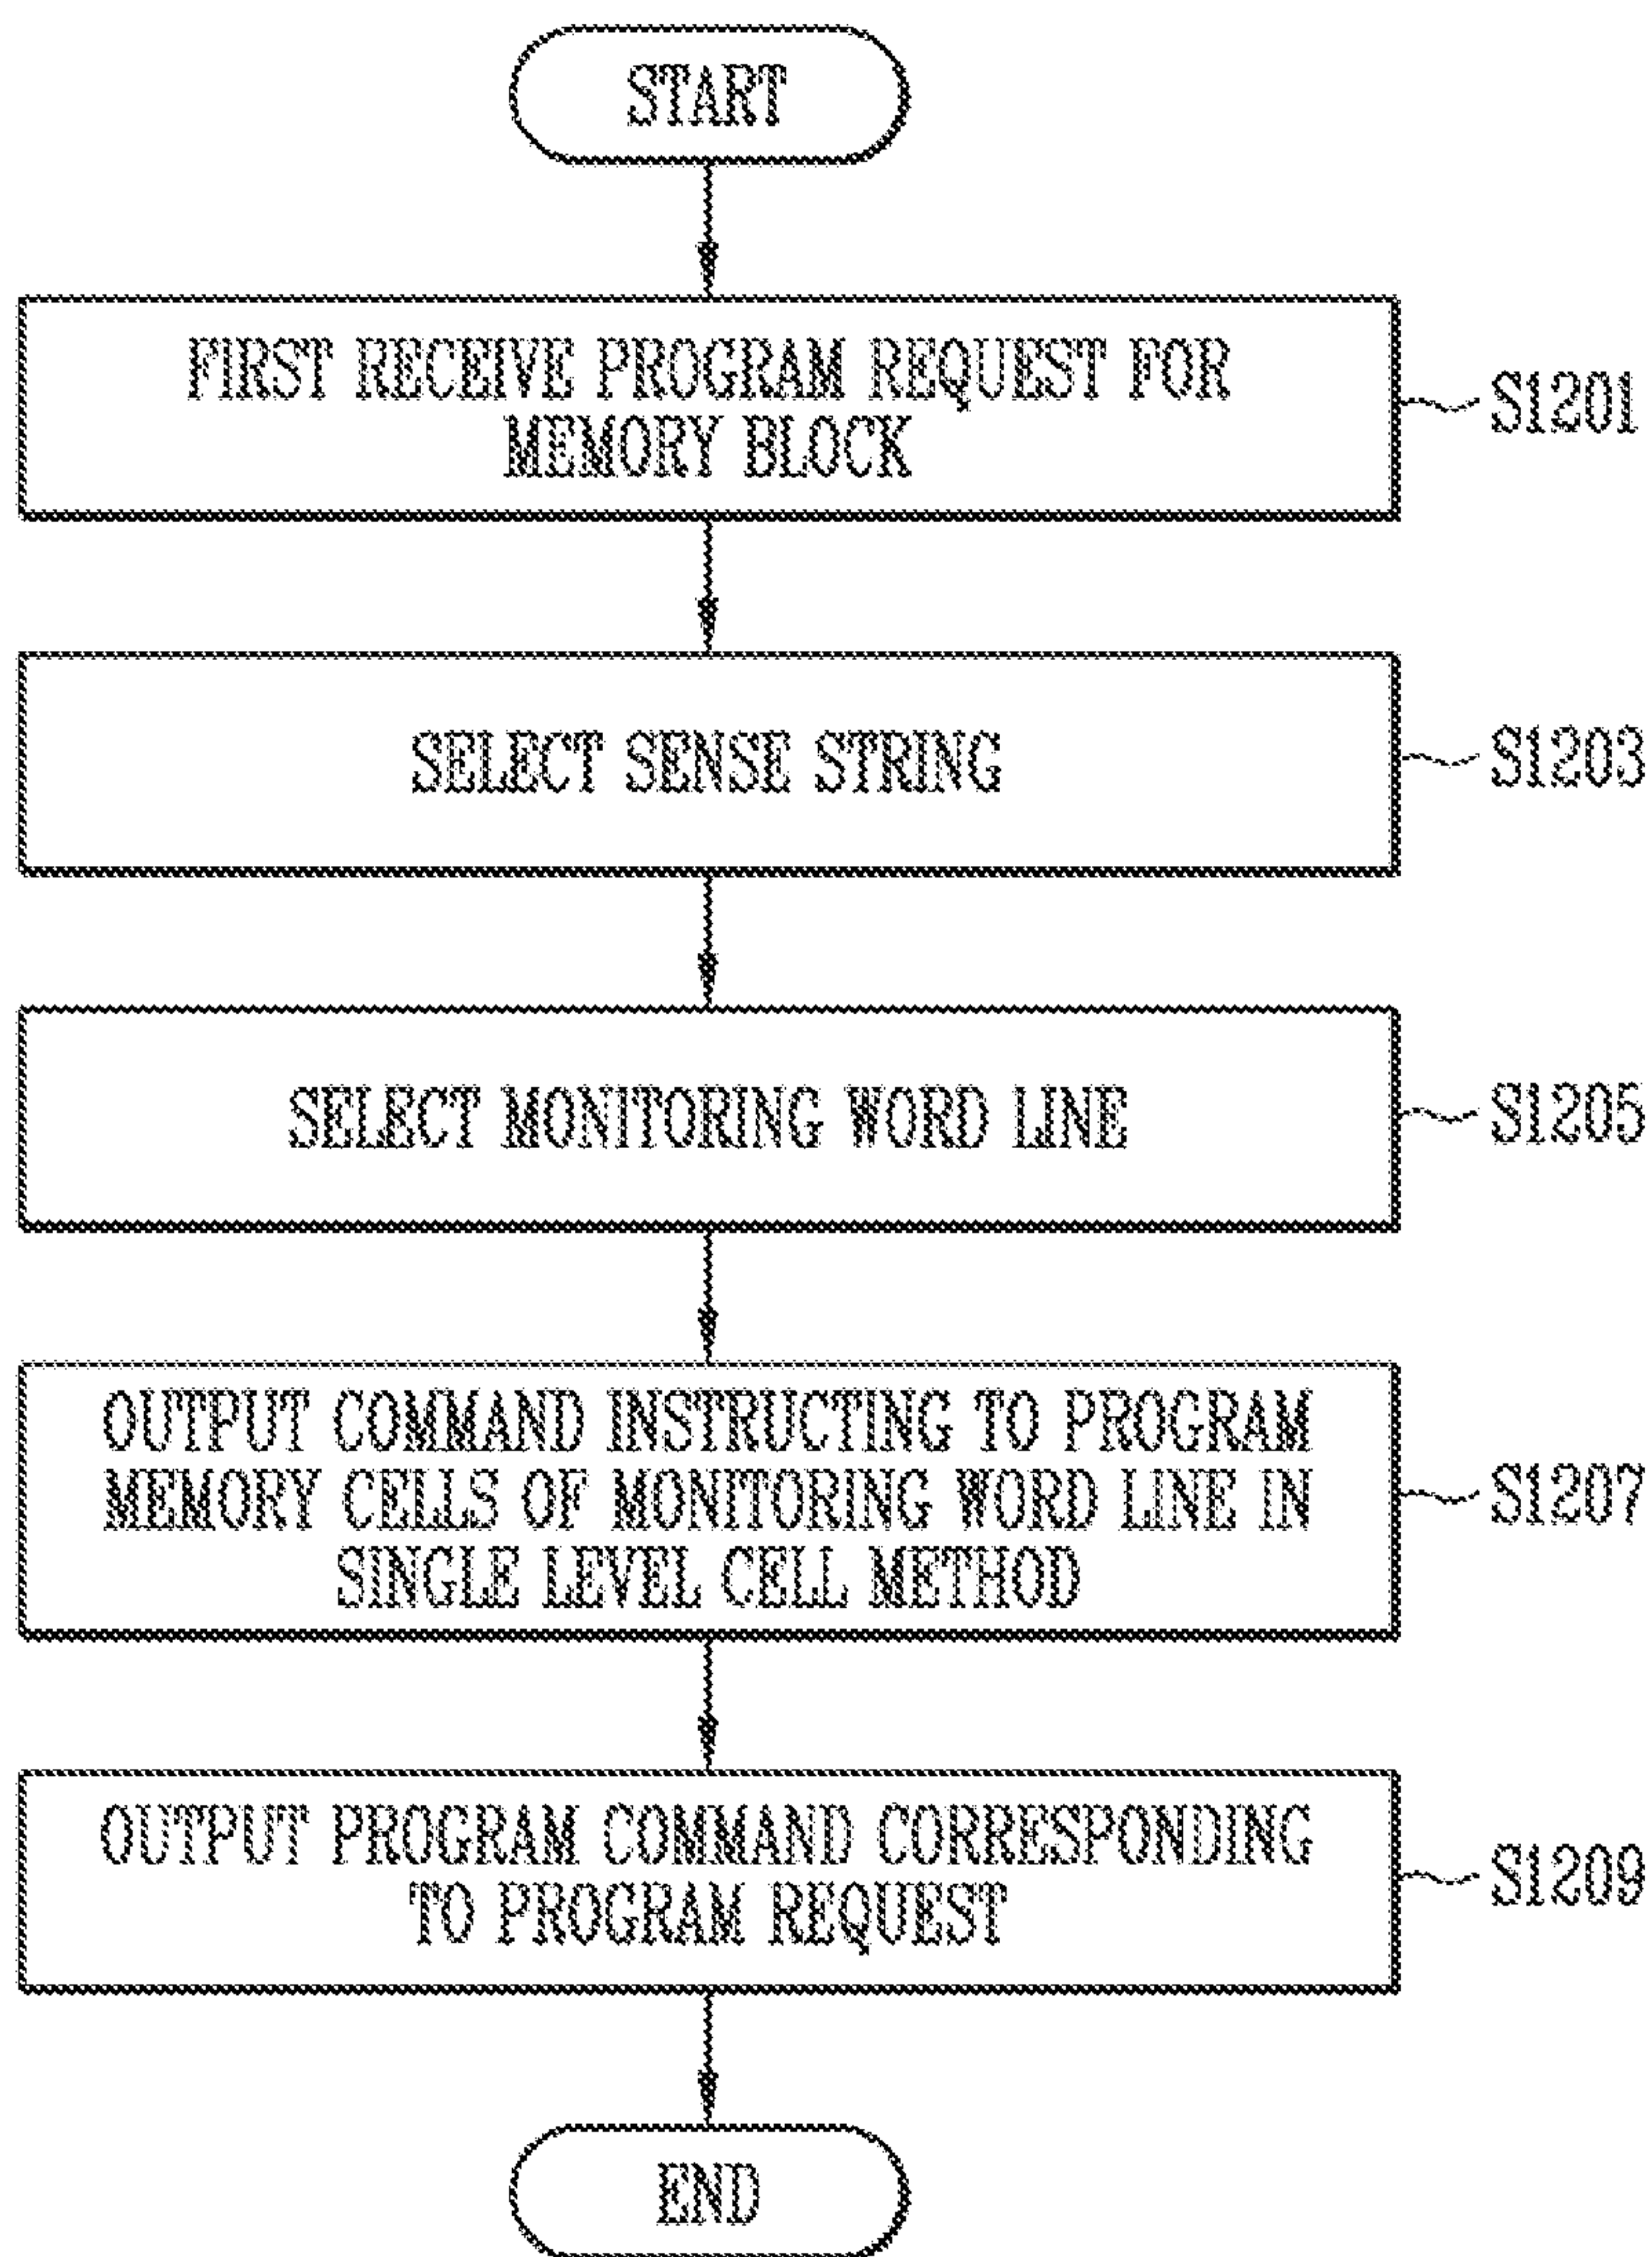 START
FIRST RECEIVE PROGRAM REQUEST FOR
MEMORY BLOCK
S1201
SELECT SENSE STRING
S1203
SELECT MONITORING WORD LINE
S1205
OUTPUT COMMAND INSTRUCTING TO PROGRAM
MEMORY CELLS OF MONITORING WORD LINE IN
SINGLE LEVEL CELL METHOD
S1207
OUTPUT PROGRAM COMMAND CORRESPONDING
TO PROGRAM REQUEST
S1209
END